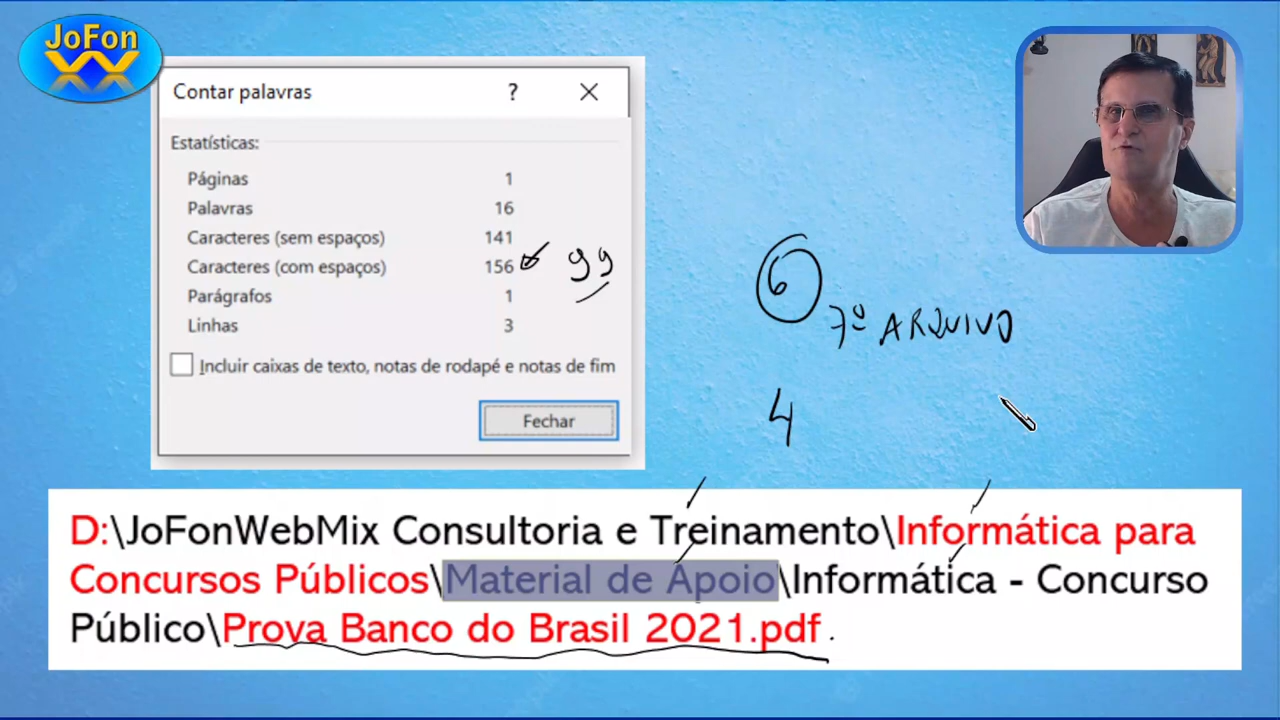 JoFon
W
Contar palavras ? X
Estatísticas:
Páginas 1
Palavras 16
Caracteres (sem espaços) 141
Caracteres (com espaços) 156 99
Parágrafos 1
Linhas 3
Incluir caixas de texto, notas de rodapé e notas de fim
Fechar
6
7º ARQUIVO
4
D:\JoFonWebMix Consultoria e Treinamento\Informática para
Concursos Públicos\Material de Apoio\Informática - Concurso
Público\Prova Banco do Brasil 2021.pdf